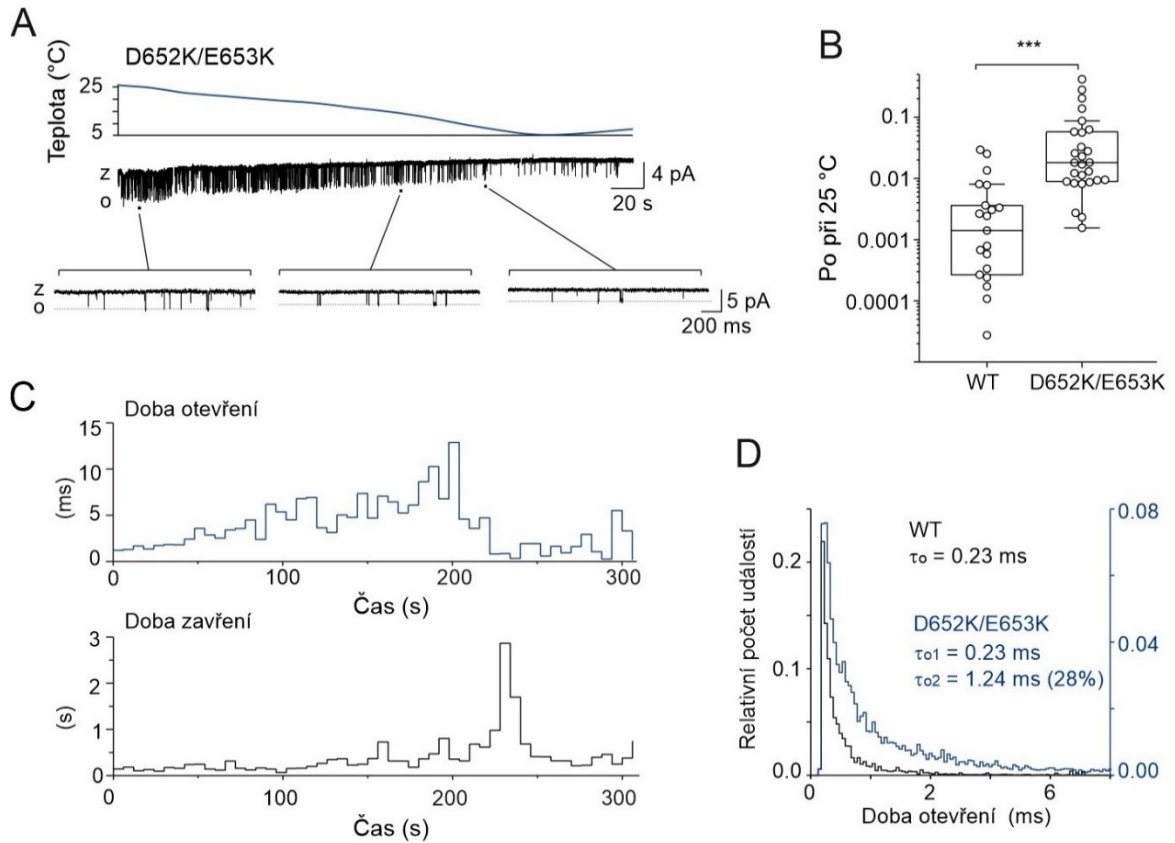 A
D652K/E653K
Teplota (°C)
25
5
z
o
4 pA
20 s
z
o
5 pA
200 ms
B
***
Po při 25 °C
0.1
0.01
0.001
0.0001
WT
D652K/E653K
C
Doba otevření
(ms)
15
10
5
0
0
100
200
300
Čas (s)
Doba zavření
(s)
3
2
1
0
0
100
200
300
Čas (s)
D
Relativní počet událostí
0.2
0.1
0.0
WT
τo = 0.23 ms
D652K/E653K
τo1 = 0.23 ms
τo2 = 1.24 ms (28%)
0.08
0.04
0.00
0
2
6
Doba otevření (ms)